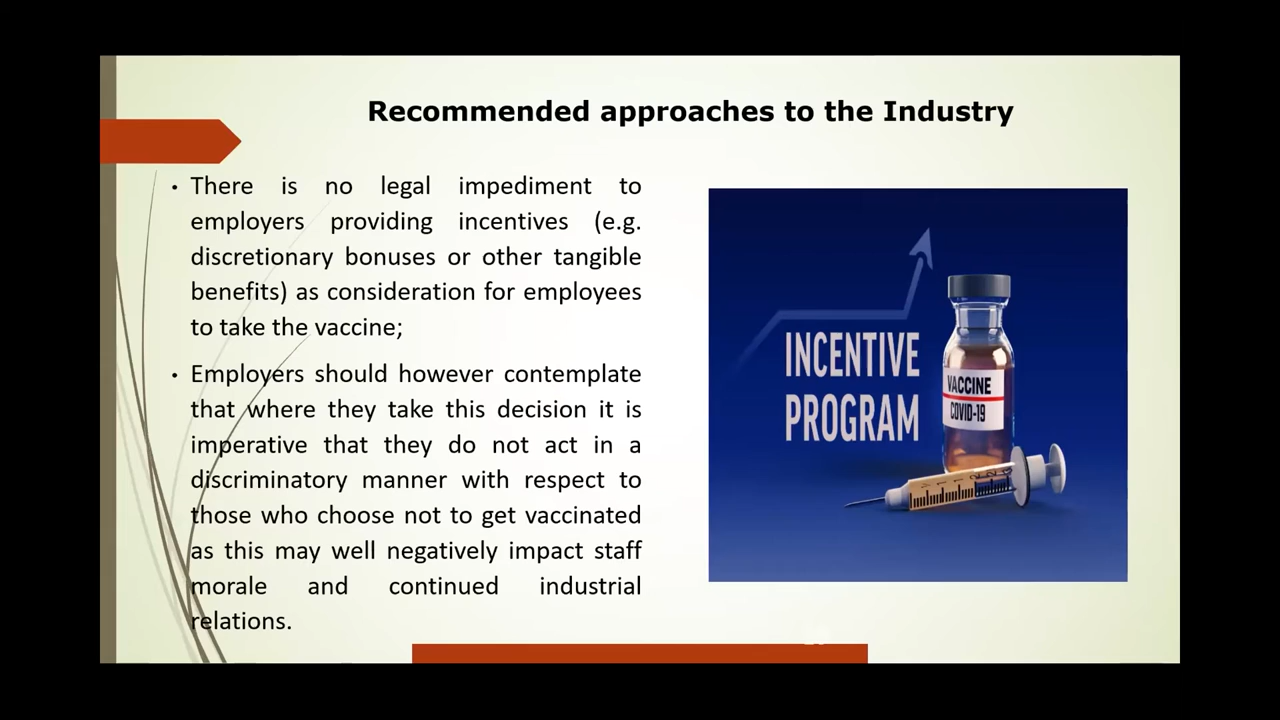 Recommended approaches to the Industry
• There is no legal impediment to
employers providing incentives (e.g.
discretionary bonuses or other tangible
benefits) as consideration for employees
to take the vaccine;
• Employers should however contemplate
that where they take this decision it is
imperative that they do not act in a
discriminatory manner with respect to
those who choose not to get vaccinated
as this may well negatively impact staff
morale and continued industrial
relations.
INCENTIVE
PROGRAM
VACCINE
COVID-19